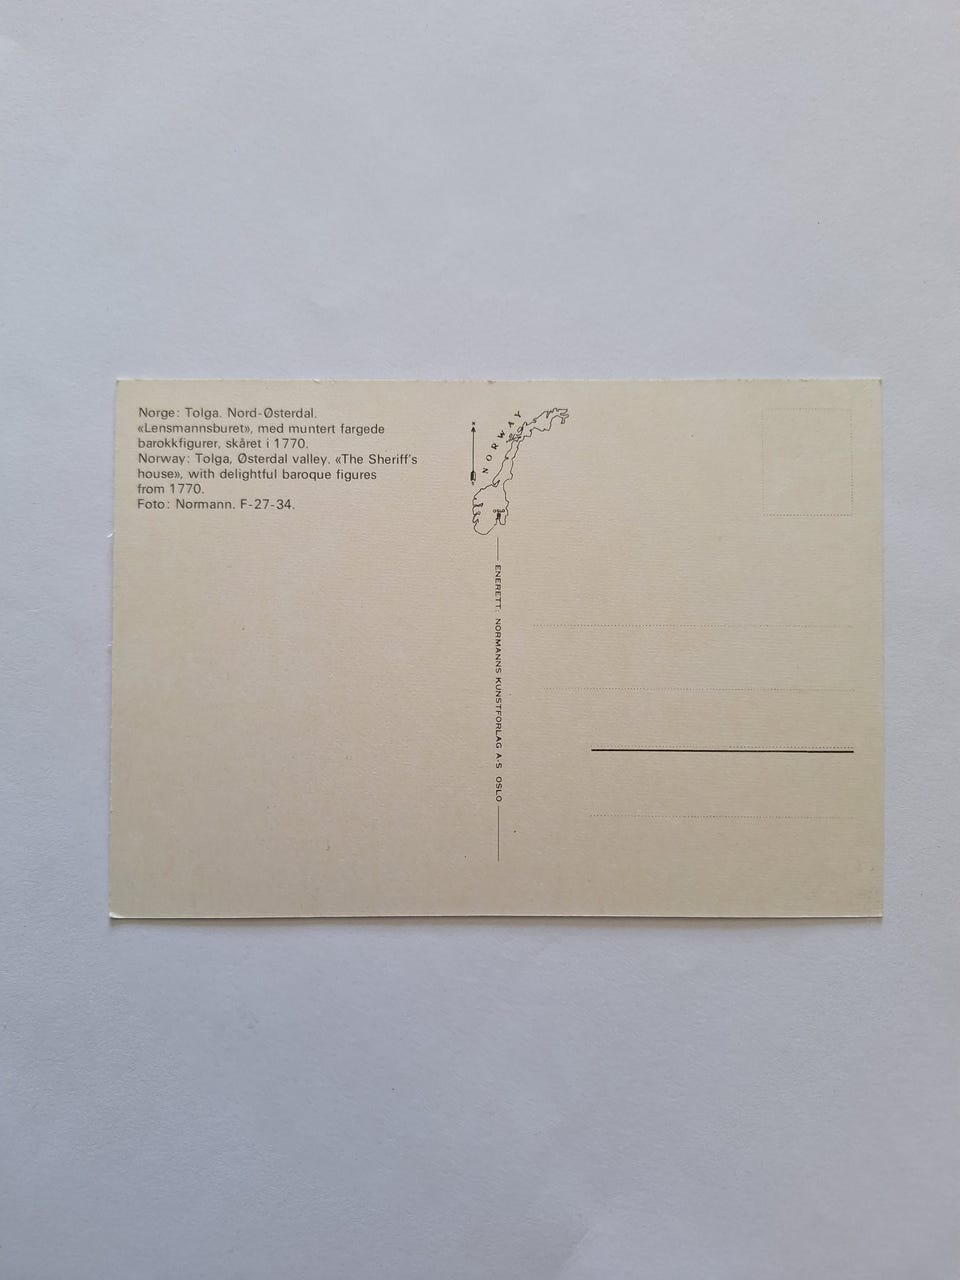 Norge: Tolga. Nord-Østerdal.
«Lensmannsburet», med muntert fargede
barokkfigurer, skåret i 1770.
Norway: Tolga, Østerdal valley. «The Sheriff's
house», with delightful baroque figures
from 1770.
Foto: Normann. F-27-34.
NORWAY
ENERETT: NORMANNS KUNSTFORLAG A-S OSLO